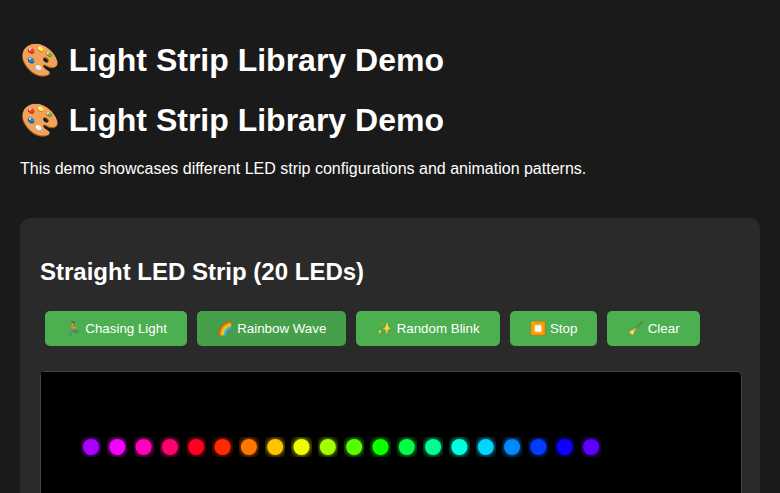 🎨 Light Strip Library Demo
🎨 Light Strip Library Demo
This demo showcases different LED strip configurations and animation patterns.
Straight LED Strip (20 LEDs)
🏃 Chasing Light 🌈 Rainbow Wave ✨ Random Blink ⏹️ Stop 🧹 Clear